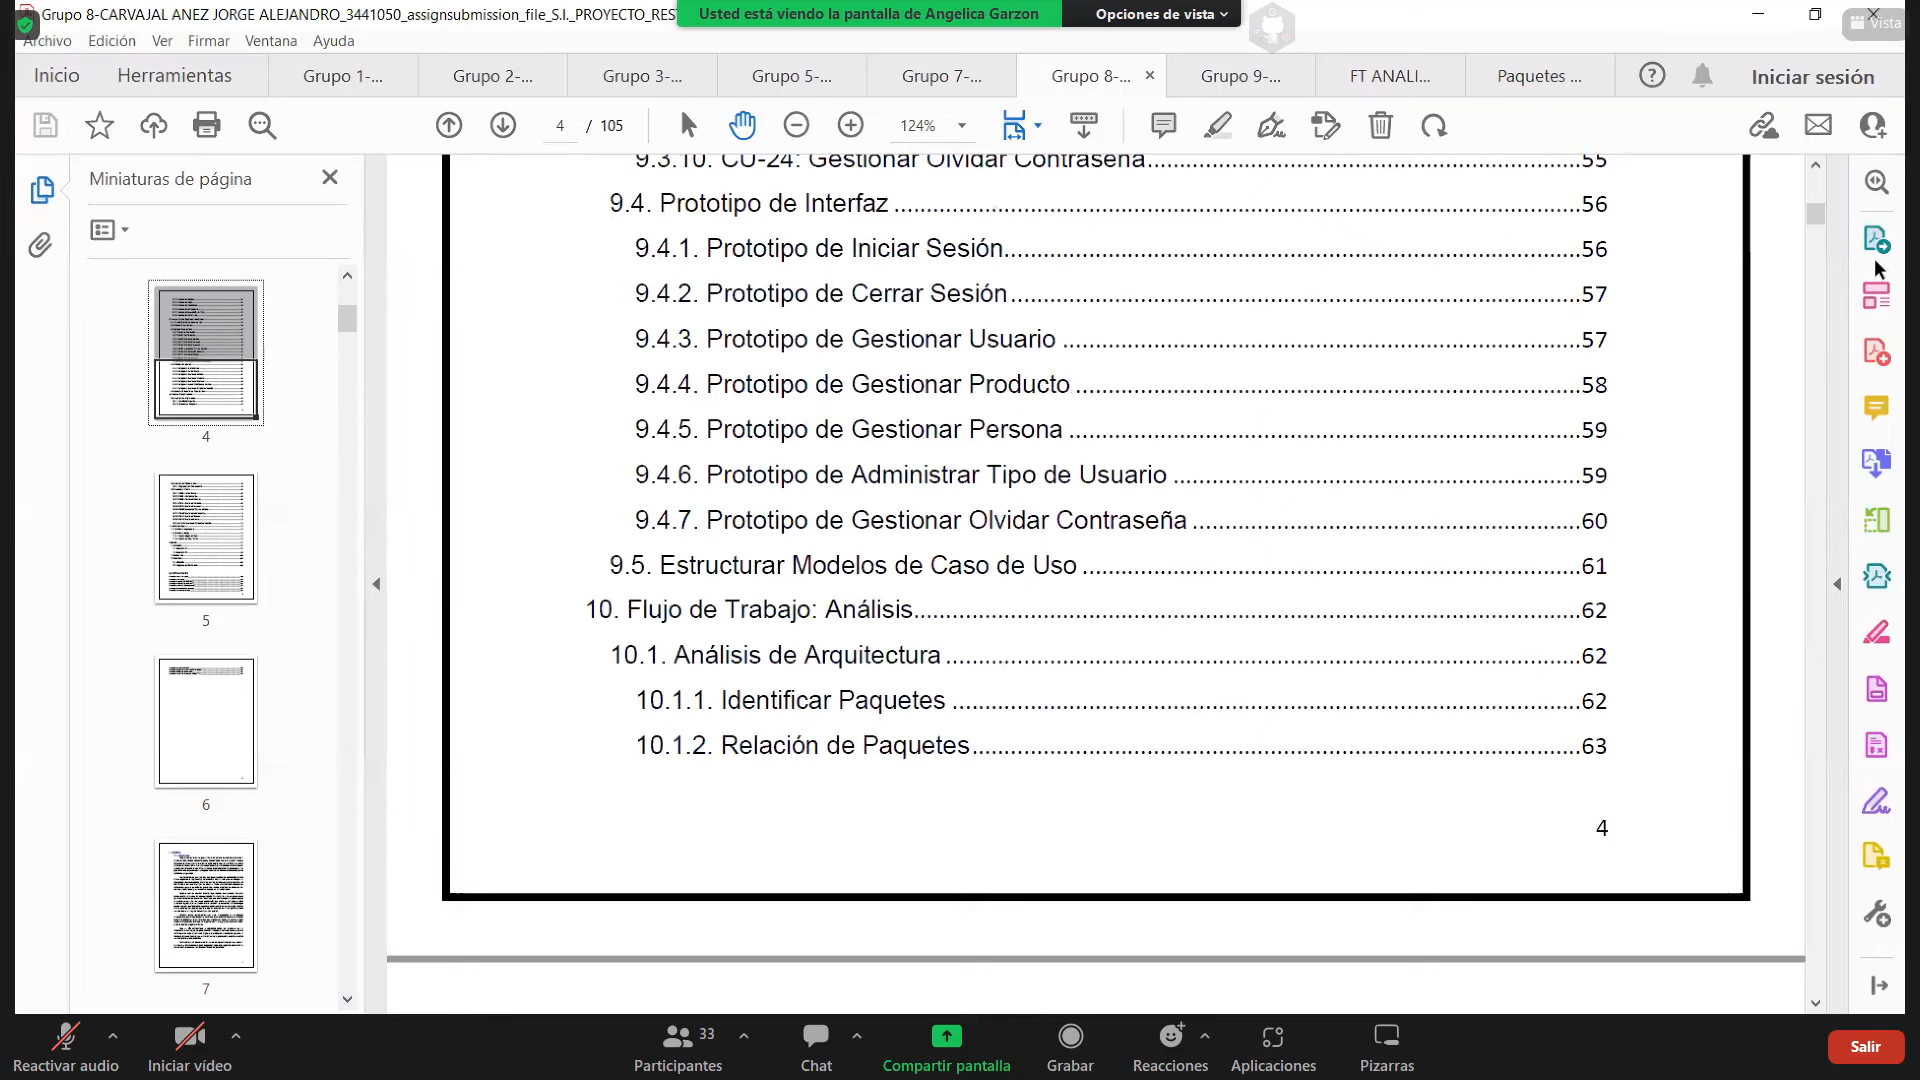 Grupo 8-CARVAJAL ANEZ JORGE ALEJANDRO_3441050_assignsubmission_file_S.I._PROYECTO_RES
Usted está viendo la pantalla de Angelica Garzon
Opciones de vista
Vista
Archivo Edición Ver Firmar Ventana Ayuda
Inicio Herramientas Grupo 1-... Grupo 2-... Grupo 3-... Grupo 5-... Grupo 7-... Grupo 8-... Grupo 9-... FT ANALI... Paquetes ... Iniciar sesión
4 / 105 124%
Miniaturas de página
4
5
6
7
9.3.10. CU-24: Gestionar Olvidar Contraseña 55
9.4. Prototipo de Interfaz 56
9.4.1. Prototipo de Iniciar Sesión 56
9.4.2. Prototipo de Cerrar Sesión 57
9.4.3. Prototipo de Gestionar Usuario 57
9.4.4. Prototipo de Gestionar Producto 58
9.4.5. Prototipo de Gestionar Persona 59
9.4.6. Prototipo de Administrar Tipo de Usuario 59
9.4.7. Prototipo de Gestionar Olvidar Contraseña 60
9.5. Estructurar Modelos de Caso de Uso 61
10. Flujo de Trabajo: Análisis 62
10.1. Análisis de Arquitectura 62
10.1.1. Identificar Paquetes 62
10.1.2. Relación de Paquetes 63
4
33
Reactivar audio Iniciar vídeo Participantes Chat Compartir pantalla Grabar Reacciones Aplicaciones Pizarras Salir